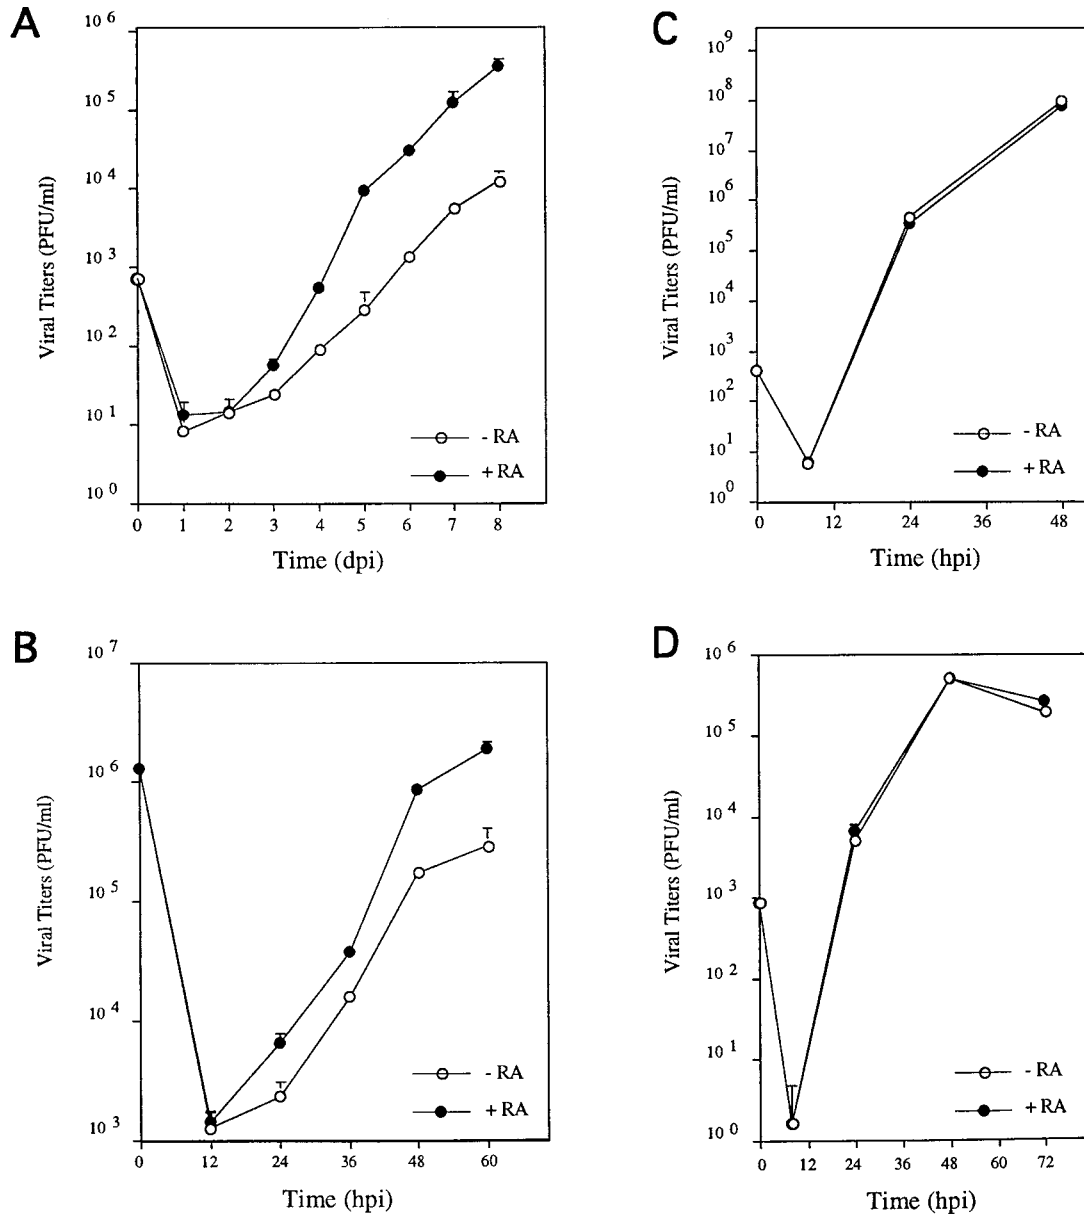 A
10 6
10 5
10 4
10 3
10 2
10 1
10 0
Viral Titers (PFU/ml)
- RA
+ RA
0 1 2 3 4 5 6 7 8
Time (dpi)
C
10 9
10 8
10 7
10 6
10 5
10 4
10 3
10 2
10 1
10 0
Viral Titers (PFU/ml)
- RA
+ RA
0 12 24 36 48
Time (hpi)
B
10 7
10 6
10 5
10 4
10 3
Viral Titers (PFU/ml)
- RA
+ RA
0 12 24 36 48 60
Time (hpi)
D
10 6
10 5
10 4
10 3
10 2
10 1
10 0
Viral Titers (PFU/ml)
- RA
+ RA
0 12 24 36 48 60 72
Time (hpi)